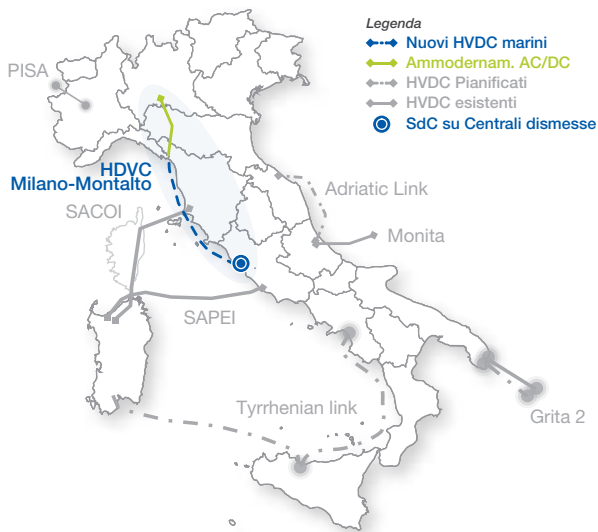 Legenda
Nuovi HVDC marini
Ammodernam. AC/DC
HVDC Pianificati
HVDC esistenti
SdC su Centrali dismesse
PISA
HDVC
Milano-Montalto
SACOI
Adriatic Link
Monita
SAPEI
Tyrrhenian link
Grita 2